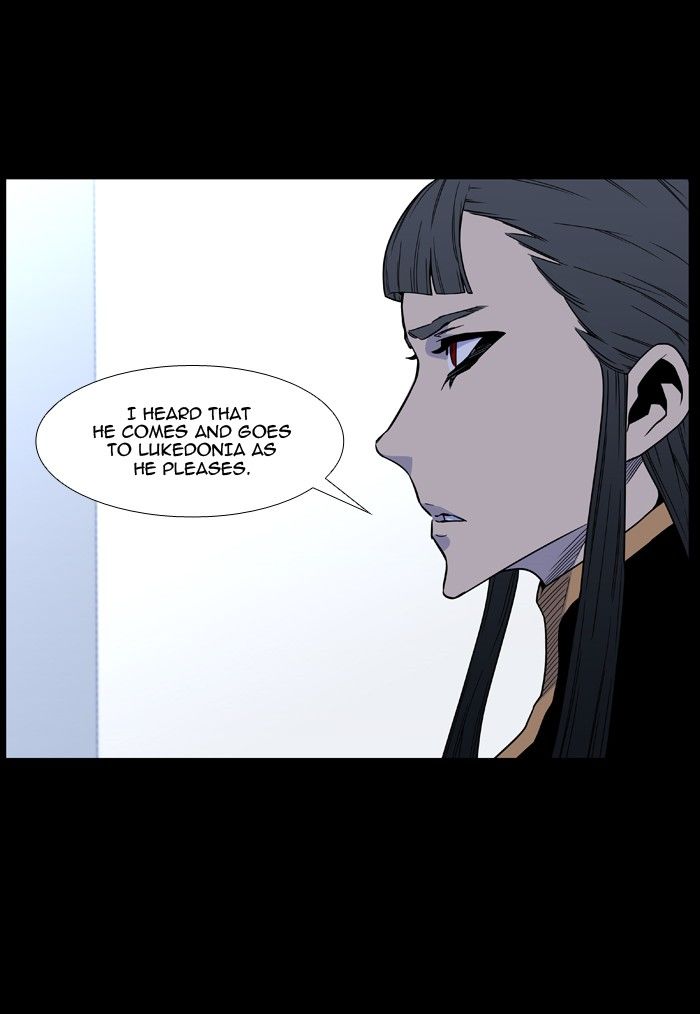 I HEARD THAT
HE COMES AND GOES
TO LUKEDONIA AS
HE PLEASES.